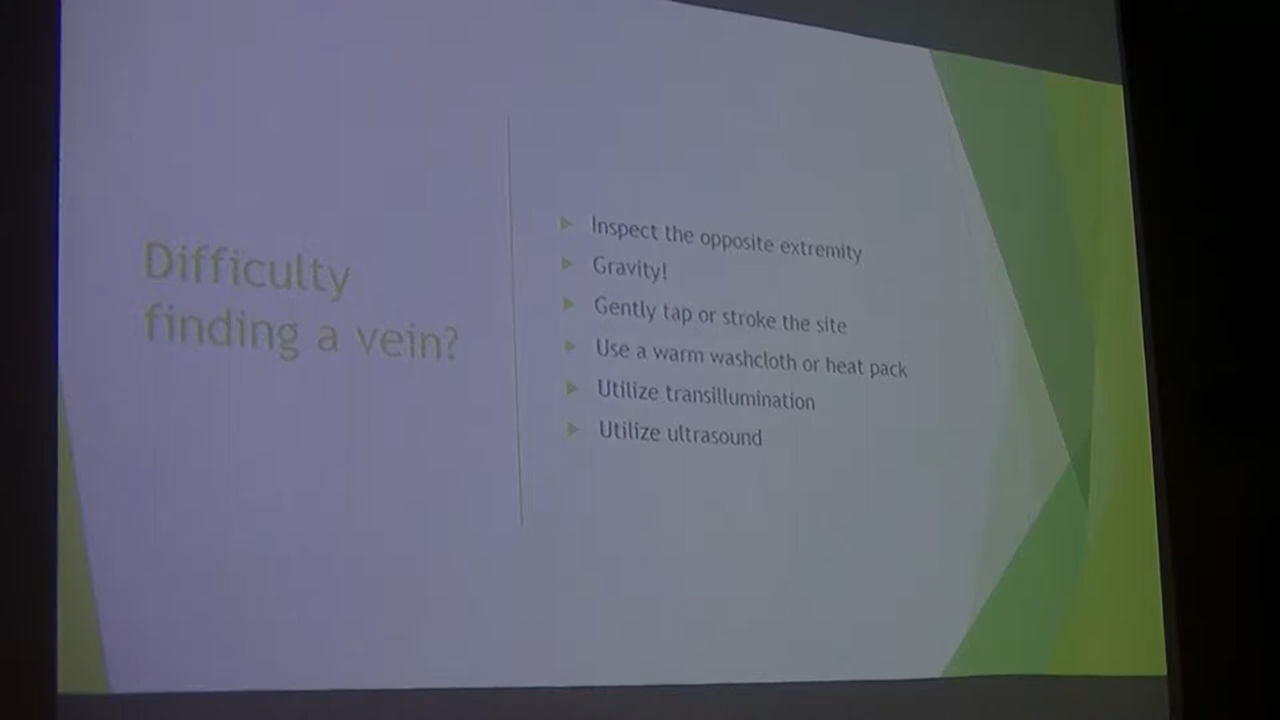 Difficulty
finding a vein?
Inspect the opposite extremity
Gravity!
Gently tap or stroke the site
Use a warm washcloth or heat pack
Utilize transillumination
Utilize ultrasound